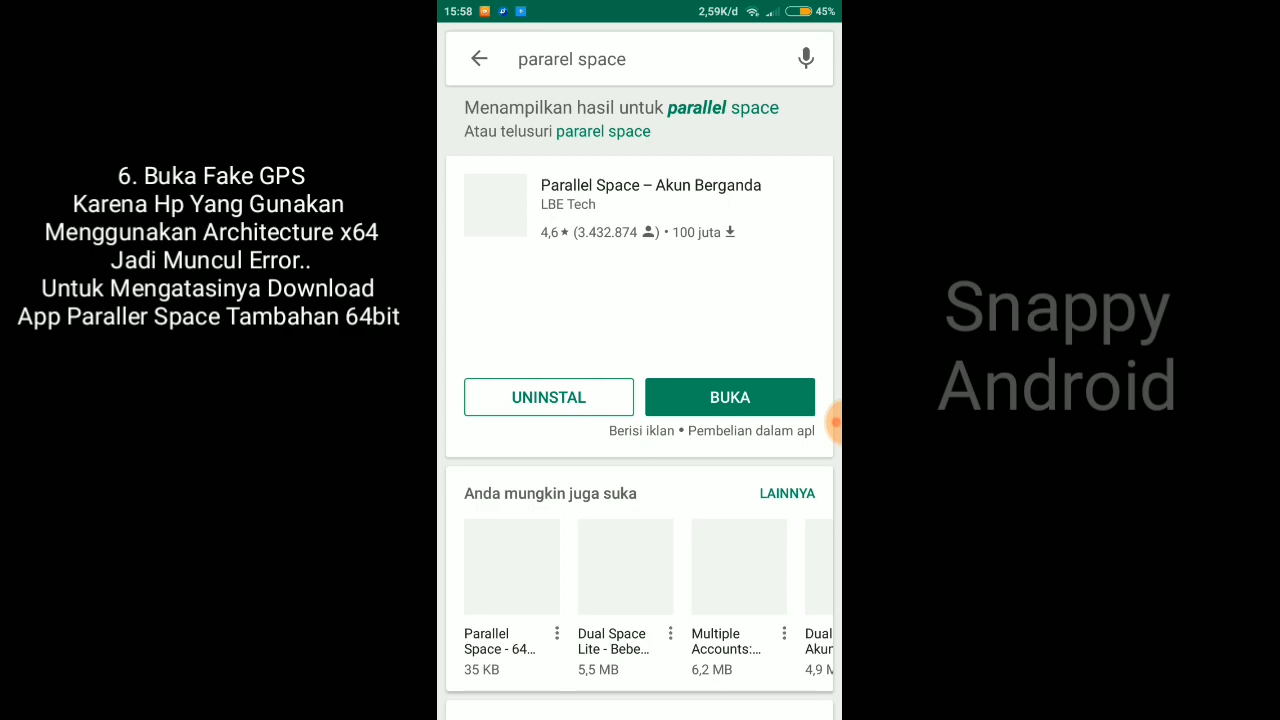 15:58
2,59K/d
45%
pararel space
Menampilkan hasil untuk parallel space
Atau telusuri pararel space
Parallel Space – Akun Berganda
LBE Tech
4,6★ (3.432.874 ) • 100 juta
UNINSTAL
BUKA
Berisi iklan • Pembelian dalam apl
Anda mungkin juga suka
LAINNYA
Parallel
Space - 64...
35 KB
Dual Space
Lite - Bebe...
5,5 MB
Multiple
Accounts:...
6,2 MB
Dual
Akun
4,9 M
6. Buka Fake GPS
Karena Hp Yang Gunakan
Menggunakan Architecture x64
Jadi Muncul Error..
Untuk Mengatasinya Download
App Paraller Space Tambahan 64bit
Snappy
Android